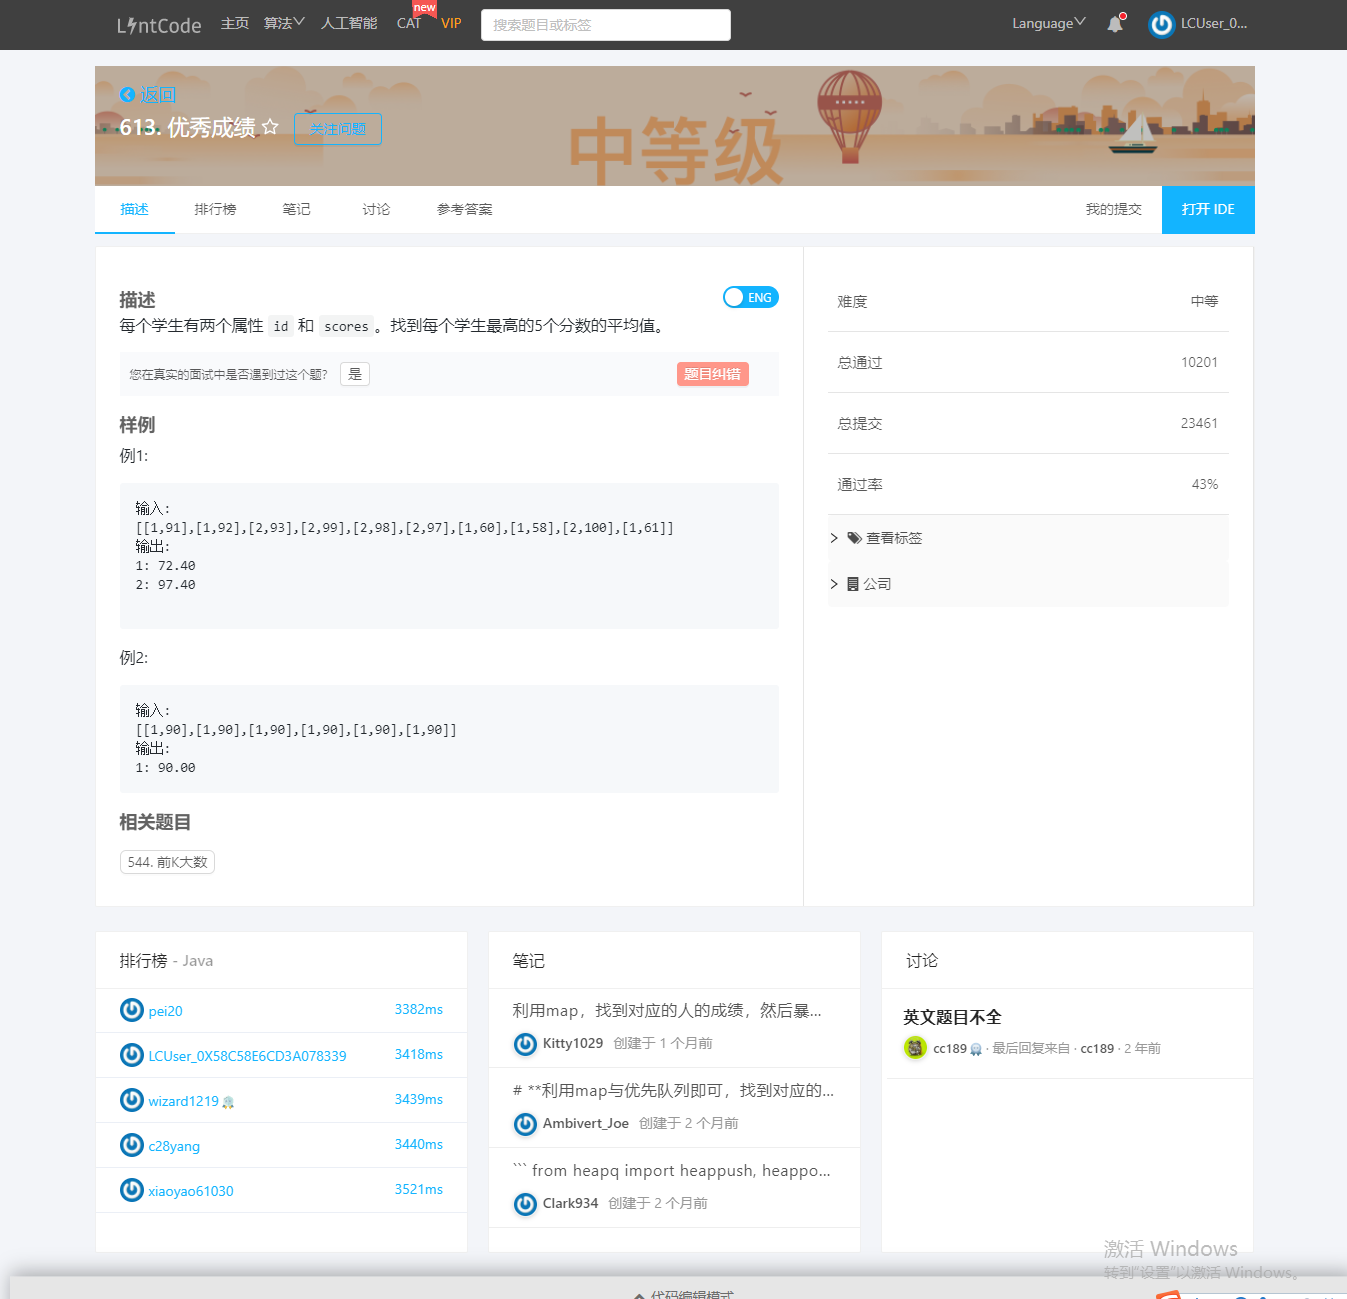 LintCode 主页 算法 人工智能 CAT new VIP 搜索题目或标签 Language LCUser_0...
返回
613. 优秀成绩 关注问题
中等级
描述 排行榜 笔记 讨论 参考答案 我的提交 打开 IDE
描述 ENG
每个学生有两个属性 id 和 scores。找到每个学生最高的5个分数的平均值。
您在真实的面试中是否遇到过这个题? 是 题目纠错
样例
例1:
输入:
[[1,91],[1,92],[2,93],[2,99],[2,98],[2,97],[1,60],[1,58],[2,100],[1,61]]
输出:
1: 72.40
2: 97.40
例2:
输入:
[[1,90],[1,90],[1,90],[1,90],[1,90],[1,90]]
输出:
1: 90.00
相关题目
544. 前K大数
难度 中等
总通过 10201
总提交 23461
通过率 43%
查看标签
公司
排行榜 - Java
pei20 3382ms
LCUser_0X58C58E6CD3A078339 3418ms
wizard1219 3439ms
c28yang 3440ms
xiaoyao61030 3521ms
笔记
利用map，找到对应的人的成绩，然后暴...
Kitty1029 创建于 1 个月前
# **利用map与优先队列即可，找到对应的...
Ambivert_Joe 创建于 2 个月前
``` from heapq import heappush, heappo...
Clark934 创建于 2 个月前
讨论
英文题目不全
cc189 · 最后回复来自 · cc189 · 2 年前
激活 Windows
转到"设置"以激活 Windows。
代码编辑模式